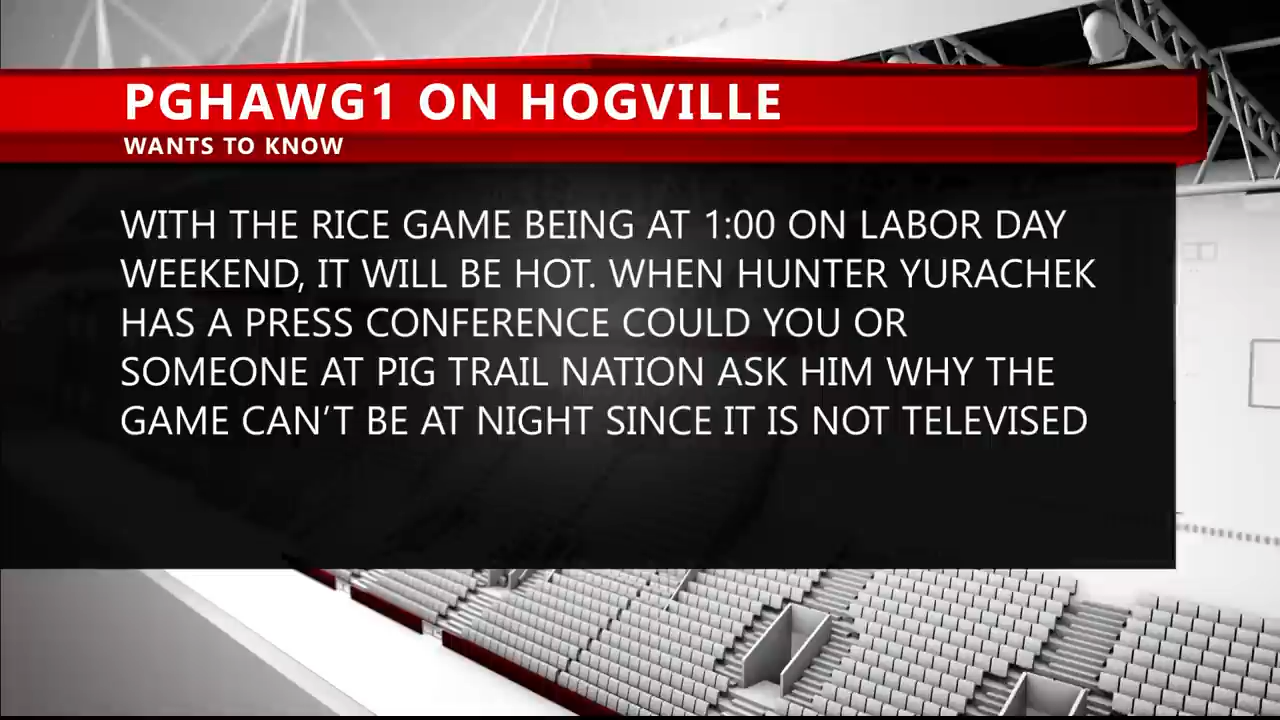 PGHAWG1 ON HOGVILLE
WANTS TO KNOW
WITH THE RICE GAME BEING AT 1:00 ON LABOR DAY
WEEKEND, IT WILL BE HOT. WHEN HUNTER YURACHEK
HAS A PRESS CONFERENCE COULD YOU OR
SOMEONE AT PIG TRAIL NATION ASK HIM WHY THE
GAME CAN’T BE AT NIGHT SINCE IT IS NOT TELEVISED